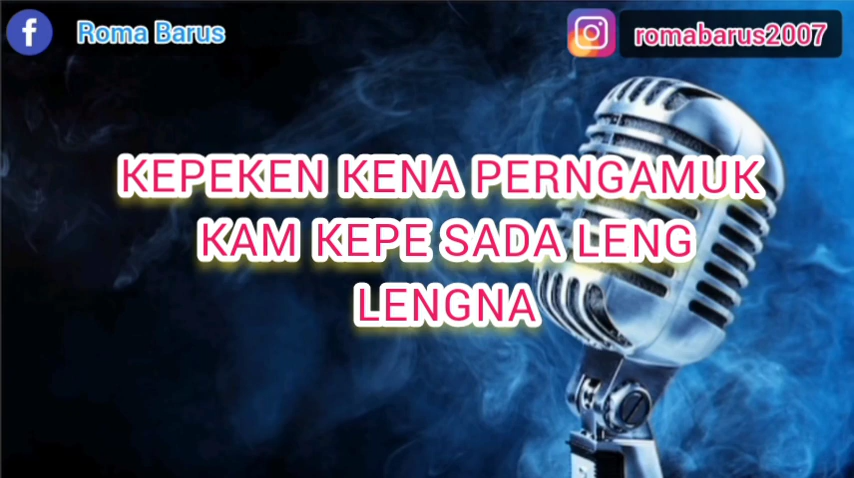 Roma Barus
romabarus2007
KEPEKEN KENA PERNGAMUK
KAM KEPE SADA LENG
LENGNA